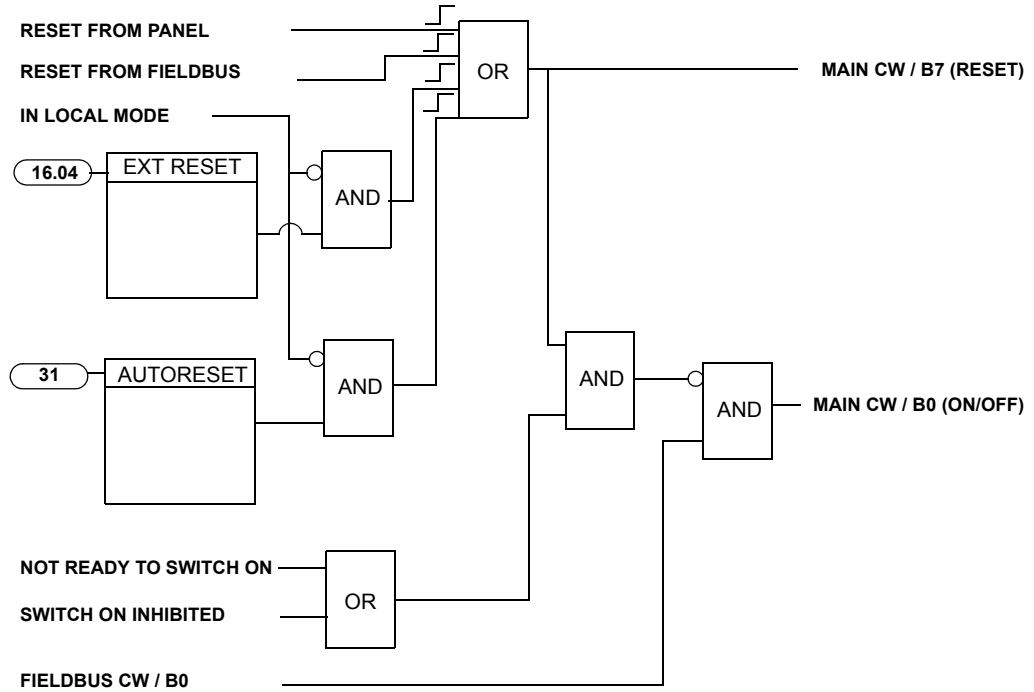 RESET FROM PANEL
RESET FROM FIELDBUS
OR
MAIN CW / B7 (RESET)
IN LOCAL MODE
16.04
EXT RESET
AND
31
AUTORESET
AND
AND
AND
MAIN CW / B0 (ON/OFF)
NOT READY TO SWITCH ON
OR
SWITCH ON INHIBITED
FIELDBUS CW / B0